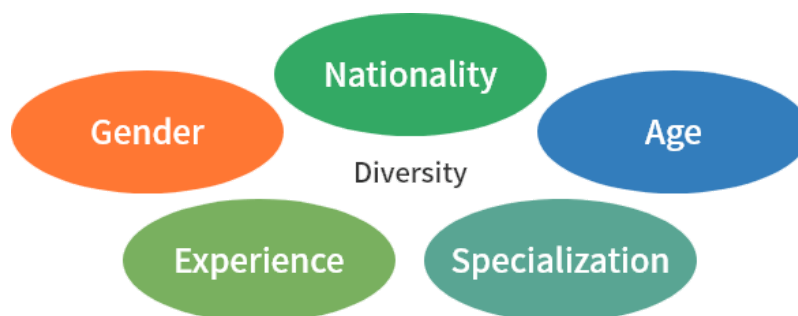 Nationality
Gender
Age
Diversity
Experience
Specialization